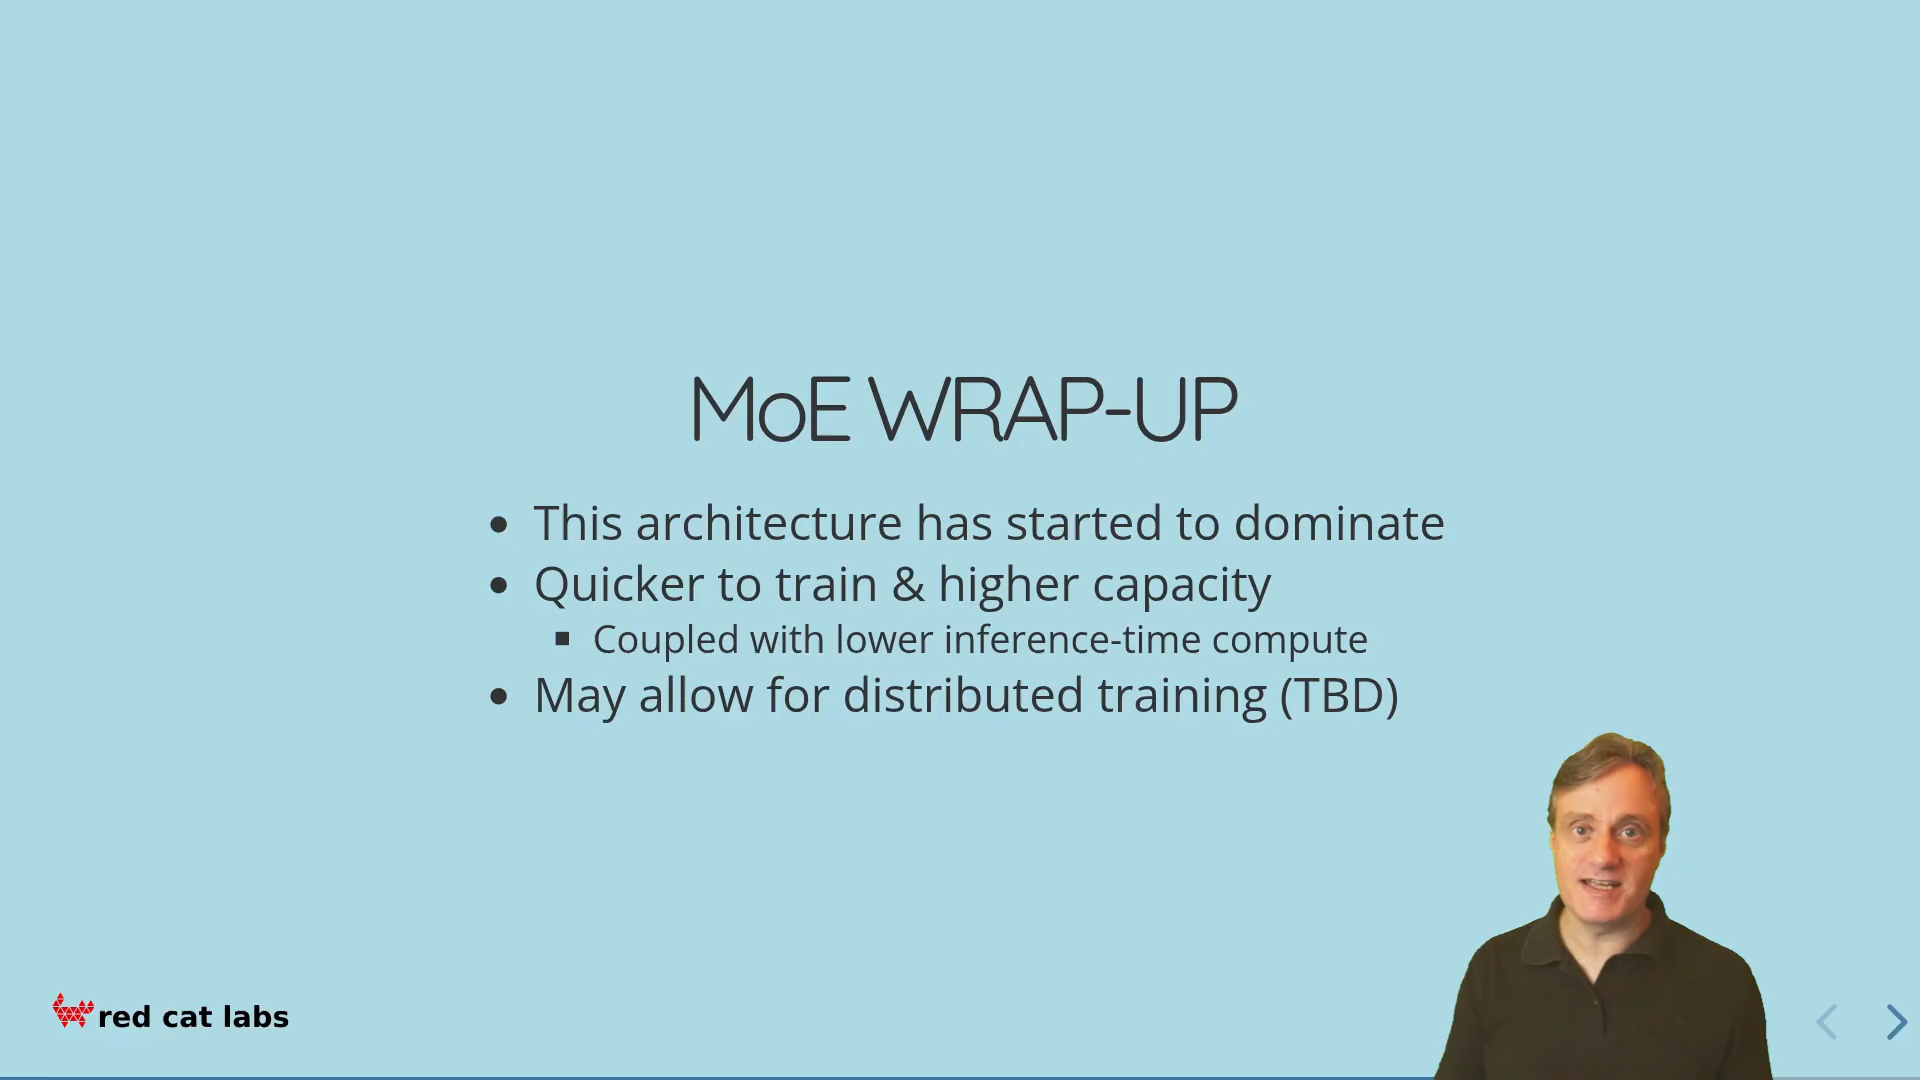 MoE WRAP-UP
This architecture has started to dominate
Quicker to train & higher capacity
Coupled with lower inference-time compute
May allow for distributed training (TBD)
red cat labs